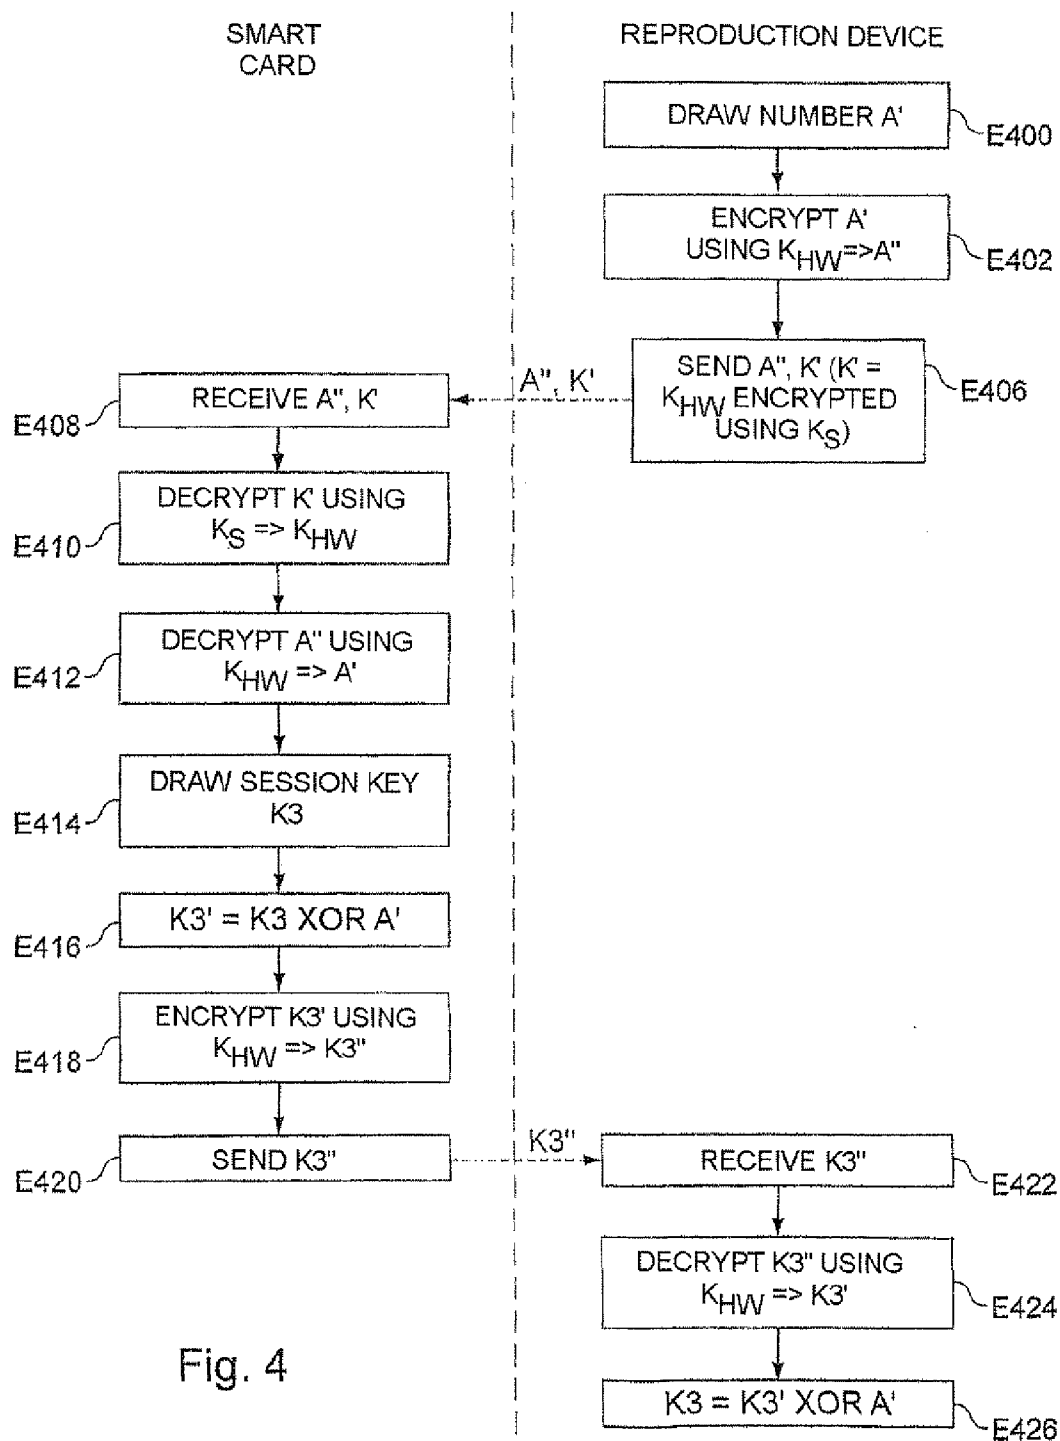 SMART
CARD
REPRODUCTION DEVICE
DRAW NUMBER A'
E400
ENCRYPT A'
USING KHW=>A"
E402
SEND A", K' (K' =
KHW ENCRYPTED
USING KS)
E406
A", K'
RECEIVE A", K'
E408
DECRYPT K' USING
KS => KHW
E410
DECRYPT A" USING
KHW => A'
E412
DRAW SESSION KEY
K3
E414
K3' = K3 XOR A'
E416
ENCRYPT K3' USING
KHW => K3"
E418
SEND K3"
E420
K3"
RECEIVE K3"
E422
DECRYPT K3" USING
KHW => K3'
E424
K3 = K3' XOR A'
E426
Fig. 4